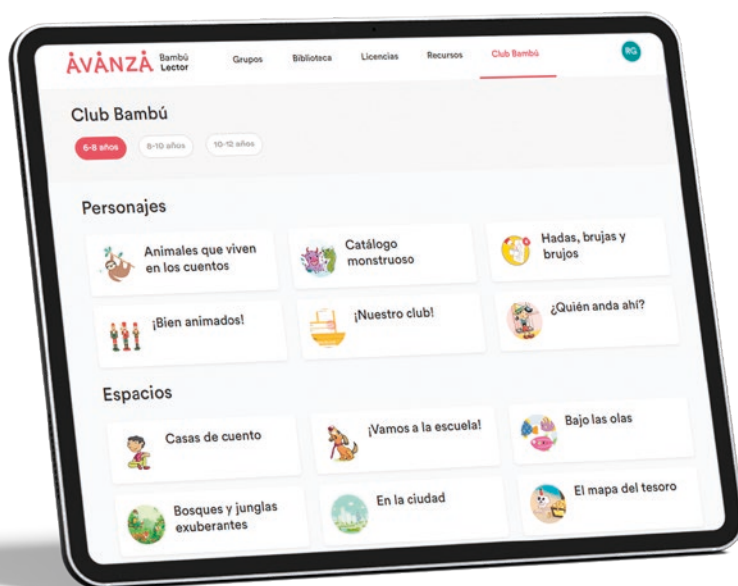 AVANZA Bambú Lector
Grupos Biblioteca Licencias Recursos Club Bambú RG
Club Bambú
6-8 años 8-10 años 10-12 años
Personajes
Animales que viven
en los cuentos
Catálogo
monstruoso
Hadas, brujas y
brujos
¡Bien animados!
¡Nuestro club!
¿Quién anda ahí?
Espacios
Casas de cuento
¡Vamos a la escuela!
Bajo las olas
Bosques y junglas
exuberantes
En la ciudad
El mapa del tesoro